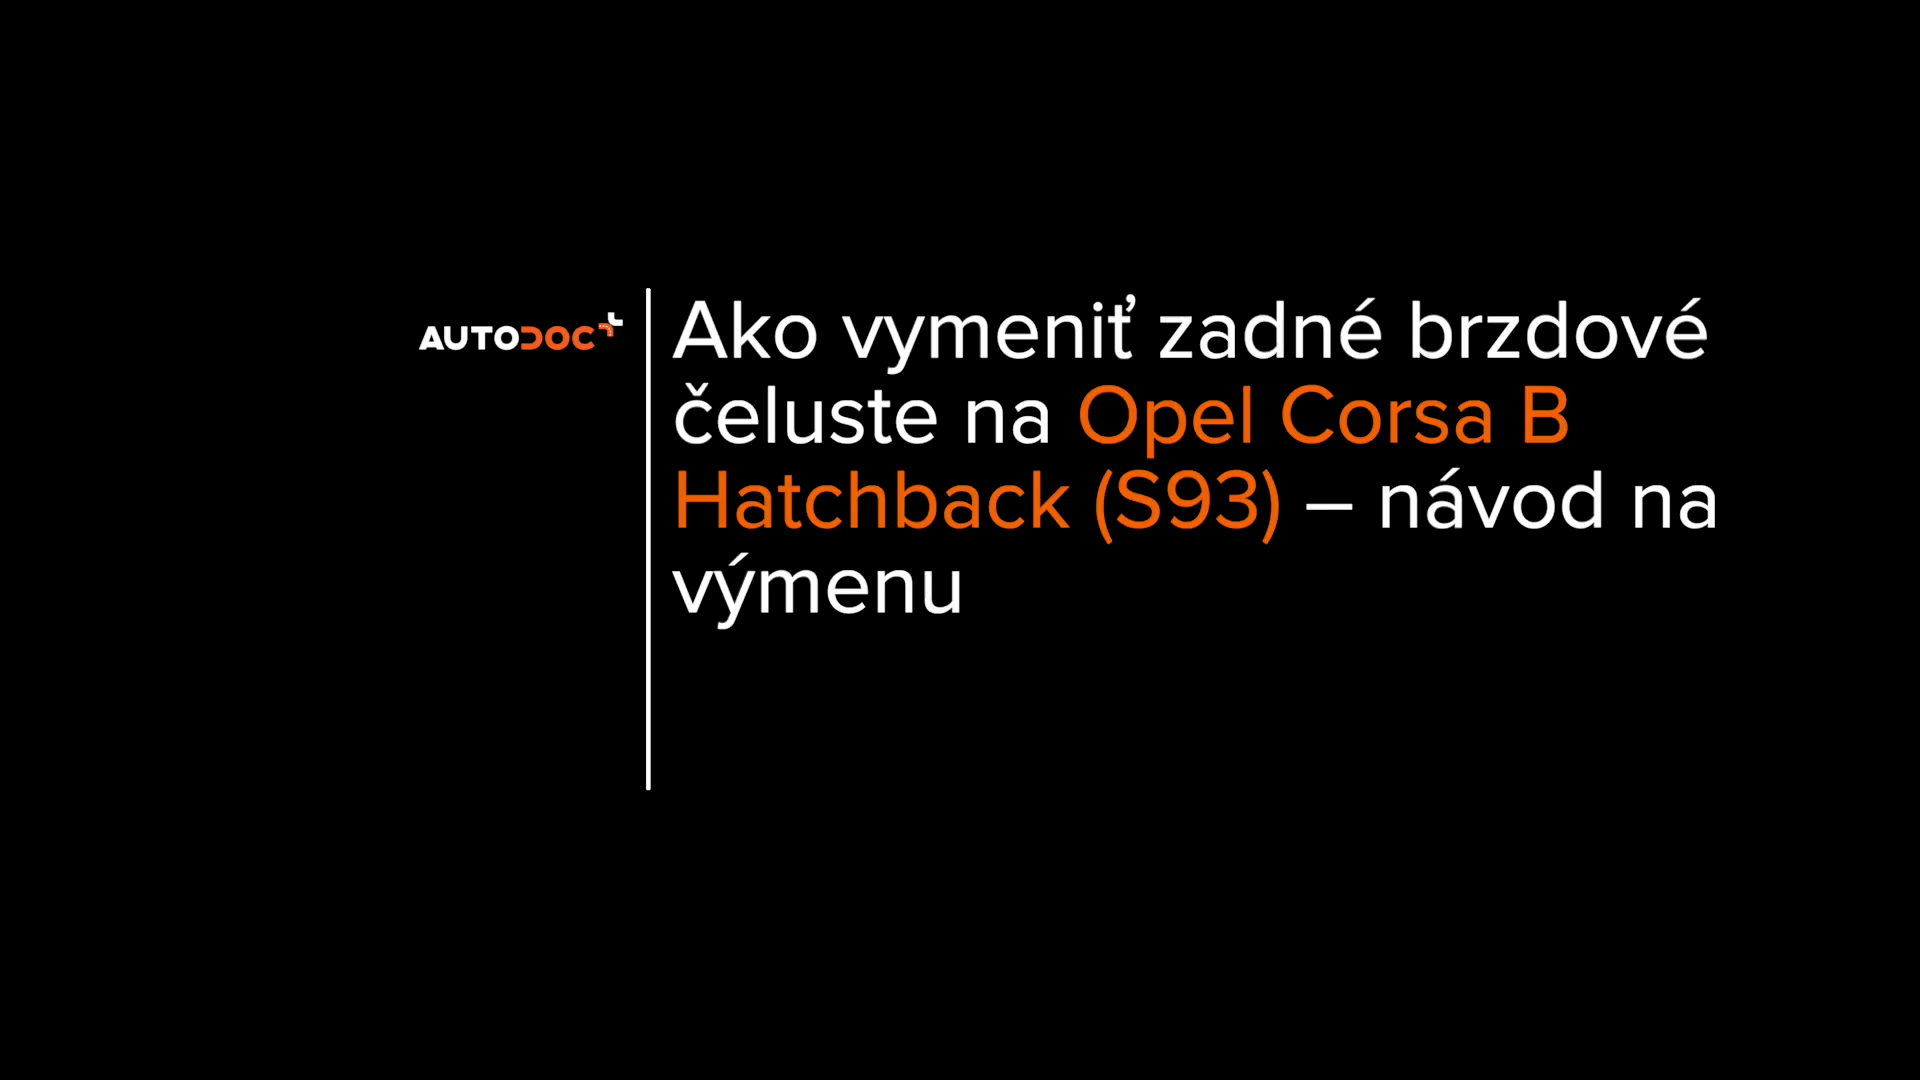 AUTODOC
Ako vymeniť zadné brzdové
čeluste na Opel Corsa B
Hatchback (S93) – návod na
výmenu